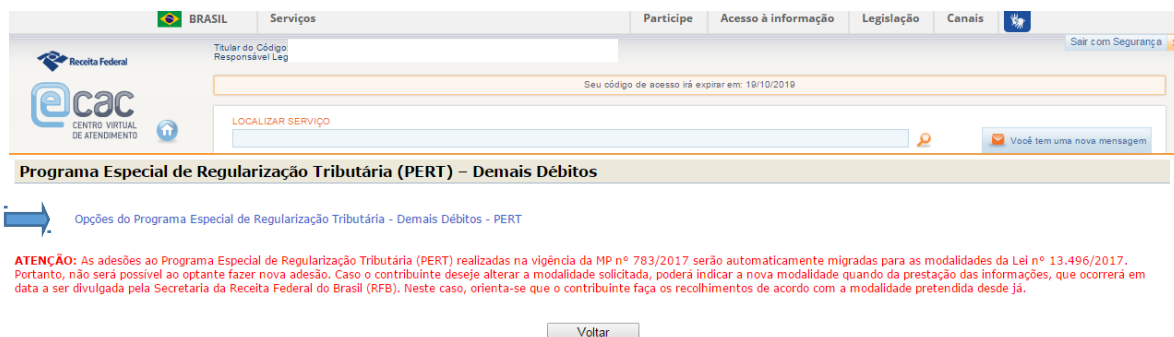 BRASIL Serviços Participe Acesso à informação Legislação Canais
Titular do Código
Responsável Leg
Sair com Segurança
Receita Federal
Seu código de acesso irá expirar em: 19/10/2019
ecac
CENTRO VIRTUAL
DE ATENDIMENTO
LOCALIZAR SERVIÇO
Você tem uma nova mensagem
Programa Especial de Regularização Tributária (PERT) – Demais Débitos
Opções do Programa Especial de Regularização Tributária - Demais Débitos - PERT
ATENÇÃO: As adesões ao Programa Especial de Regularização Tributária (PERT) realizadas na vigência da MP nº 783/2017 serão automaticamente migradas para as modalidades da Lei nº 13.496/2017.
Portanto, não será possível ao optante fazer nova adesão. Caso o contribuinte deseje alterar a modalidade solicitada, poderá indicar a nova modalidade quando da prestação das informações, que ocorrerá em
data a ser divulgada pela Secretaria da Receita Federal do Brasil (RFB). Neste caso, orienta-se que o contribuinte faça os recolhimentos de acordo com a modalidade pretendida desde já.
Voltar